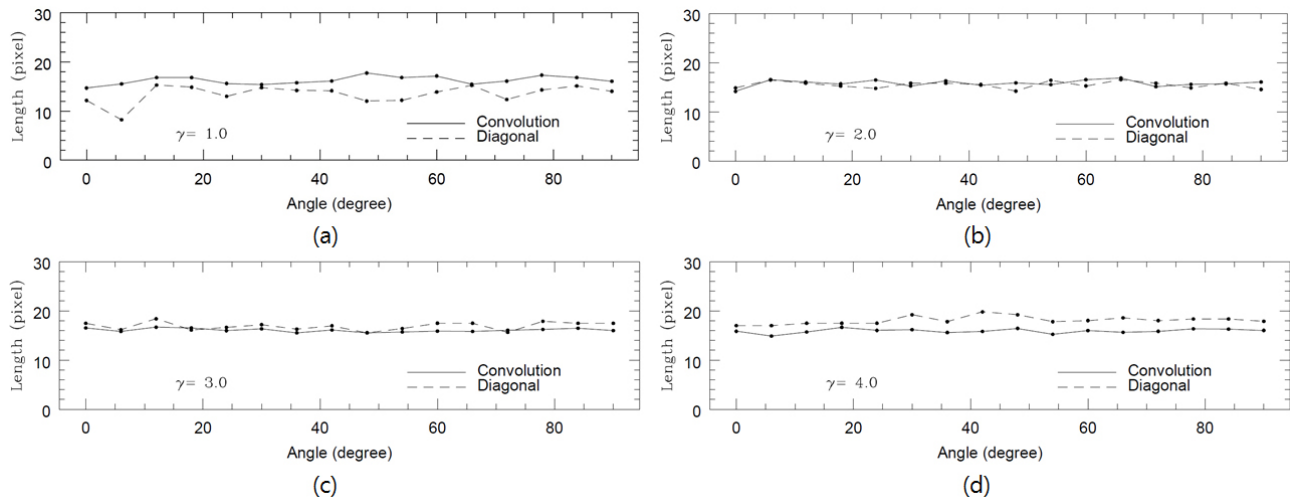 30
20
10
0
Length (pixel)
γ= 1.0
Convolution
Diagonal
0 20 40 60 80
Angle (degree)
(a)
30
20
10
0
Length (pixel)
γ= 2.0
Convolution
Diagonal
0 20 40 60 80
Angle (degree)
(b)
30
20
10
0
Length (pixel)
γ= 3.0
Convolution
Diagonal
0 20 40 60 80
Angle (degree)
(c)
30
20
10
0
Length (pixel)
γ= 4.0
Convolution
Diagonal
0 20 40 60 80
Angle (degree)
(d)